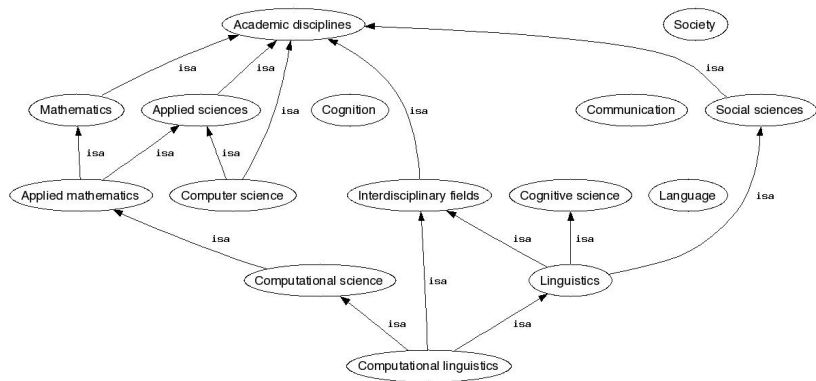 Academic disciplines
Society
isa
isa
isa
Mathematics
Applied sciences
isa
Cognition
isa
Communication
Social sciences
isa
isa
isa
Applied mathematics
Computer science
Interdisciplinary fields
Cognitive science
Language
isa
isa
isa
isa
Computational science
Linguistics
isa
isa
isa
Computational linguistics